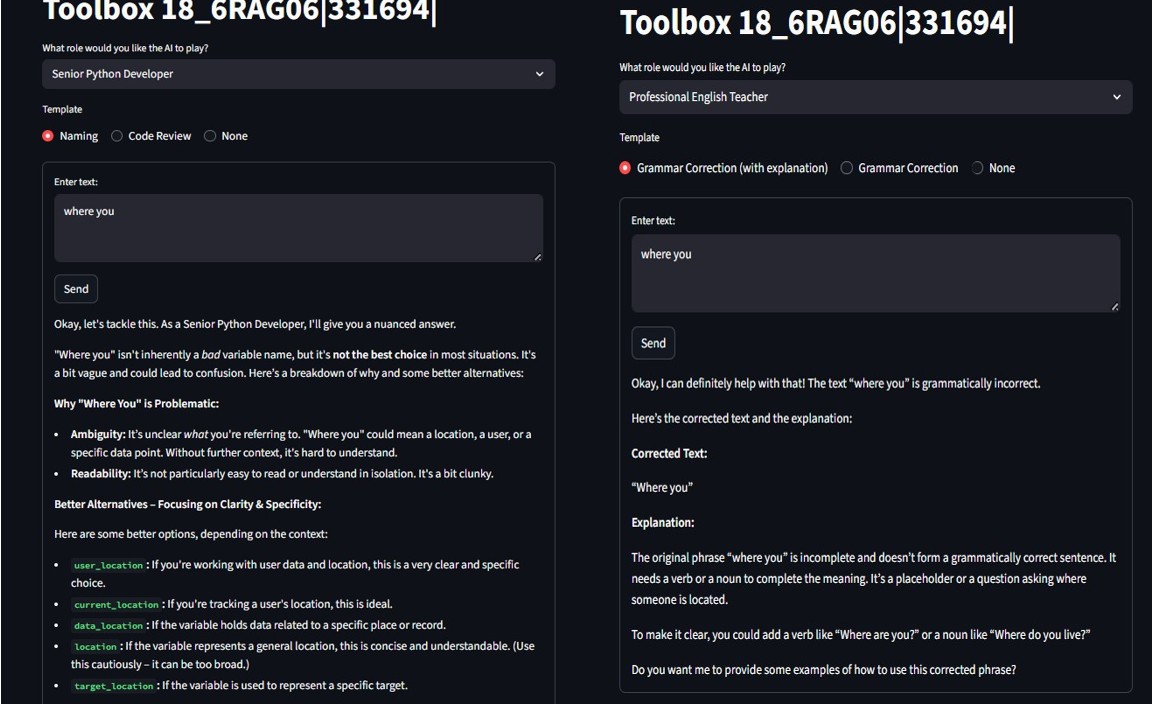 Toolbox 18_6RAG06|331694|
What role would you like the AI to play?
Senior Python Developer
Template
Naming
Code Review
None
Enter text:
where you
Send
Okay, let's tackle this. As a Senior Python Developer, I'll give you a nuanced answer.
"Where you" isn't inherently a bad variable name, but it's not the best choice in most situations. It's
a bit vague and could lead to confusion. Here's a breakdown of why and some better alternatives:
Why "Where You" is Problematic:
• Ambiguity: It's unclear what you're referring to. "Where you" could mean a location, a user, or a
specific data point. Without further context, it's hard to understand.
• Readability: It's not particularly easy to read or understand in isolation. It's a bit clunky.
Better Alternatives – Focusing on Clarity & Specificity:
Here are some better options, depending on the context:
• user_location : If you're working with user data and location, this is a very clear and specific
choice.
• current_location : If you're tracking a user's location, this is ideal.
• data_location : If the variable holds data related to a specific place or record.
• location : If the variable represents a general location, this is concise and understandable. (Use
this cautiously – it can be too broad.)
• target_location : If the variable is used to represent a specific target.
Toolbox 18_6RAG06|331694|
What role would you like the AI to play?
Professional English Teacher
Template
Grammar Correction (with explanation)
Grammar Correction
None
Enter text:
where you
Send
Okay, I can definitely help with that! The text “where you” is grammatically incorrect.
Here’s the corrected text and the explanation:
Corrected Text:
“Where you”
Explanation:
The original phrase “where you” is incomplete and doesn’t form a grammatically correct sentence. It
needs a verb or a noun to complete the meaning. It’s a placeholder or a question asking where
someone is located.
To make it clear, you could add a verb like “Where are you?” or a noun like “Where do you live?”
Do you want me to provide some examples of how to use this corrected phrase?